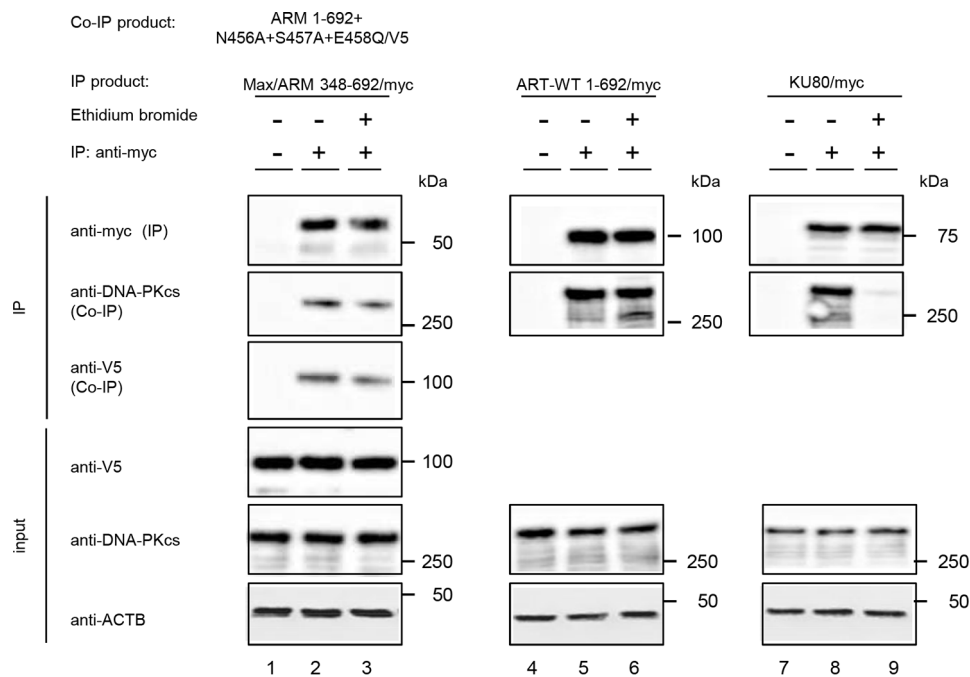 Co-IP product:
ARM 1-692+
N456A+S457A+E458Q/V5
IP product:
Max/ARM 348-692/myc
ART-WT 1-692/myc
KU80/myc
Ethidium bromide
- - + - - + - - +
IP: anti-myc
- + + - + + - + +
kDa kDa kDa
IP
anti-myc (IP)
50 100 75
anti-DNA-PKcs
(Co-IP)
250 250 250
anti-V5
(Co-IP)
100
input
anti-V5
100
anti-DNA-PKcs
250 250 250
anti-ACTB
50 50 50
1 2 3 4 5 6 7 8 9